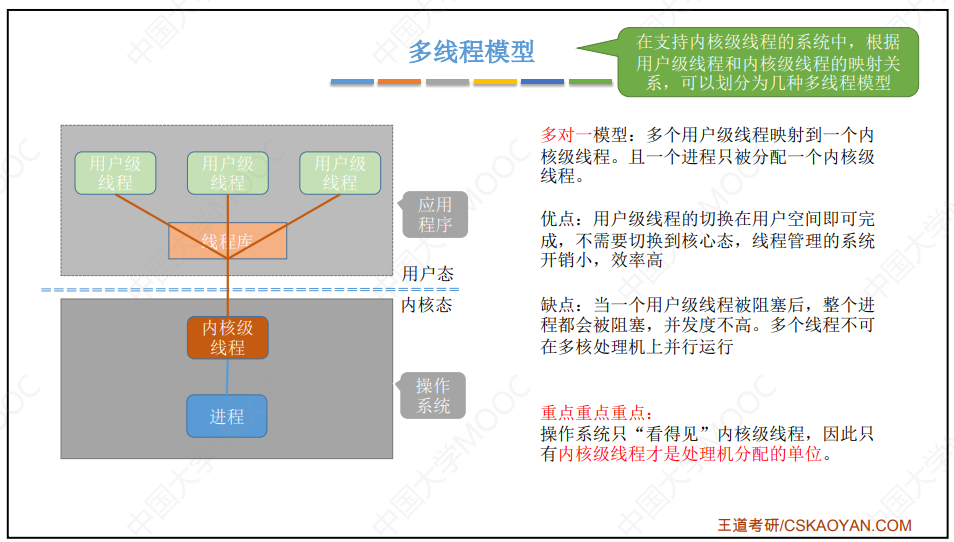 多线程模型
在支持内核级线程的系统中，根据
用户级线程和内核级线程的映射关
系，可以划分为几种多线程模型
用户级
线程
用户级
线程
用户级
线程
线程库
应用
程序
用户态
内核态
内核级
线程
进程
操作
系统
多对一模型：多个用户级线程映射到一个内
核级线程。且一个进程只被分配一个内核级
线程。
优点：用户级线程的切换在用户空间即可完
成，不需要切换到核心态，线程管理的系统
开销小，效率高
缺点：当一个用户级线程被阻塞后，整个进
程都会被阻塞，并发度不高。多个线程不可
在多核处理机上并行运行
重点重点重点：
操作系统只“看得见”内核级线程，因此只
有内核级线程才是处理机分配的单位。
王道考研/CSKAOYAN.COM
中国大学MOOC